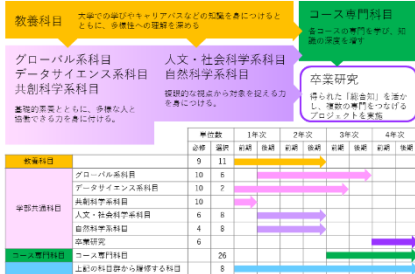 教養科目
大学での学びやキャリアパスなどの知識を身につけると
ともに、多様性への理解を深める
コース専門科目
各コースの専門を学び、知
識の深度を増す
グローバル系科目
データサイエンス系科目
共創科学系科目
基礎的素養とともに、多様な人と
協働できる力を身に付ける。
人文・社会科学系科目
自然科学系科目
複眼的な視点から対象を捉える力
を身につける。
卒業研究
得られた「総合知」を活か
し、複数の専門をつなげる
プロジェクトを実施
単位数 1年次 2年次 3年次 4年次
必修 選択 前期 後期 前期 後期 前期 後期 前期 後期
教養科目 9 11
学部共通科目
グローバル系科目 10 6
データサイエンス系科目 10 2
共創科学系科目 10
人文・社会科学系科目 6 8
自然科学系科目 4 8
卒業研究 6
コース専門科目 コース専門科目 26
上記の科目群から履修する科目 8